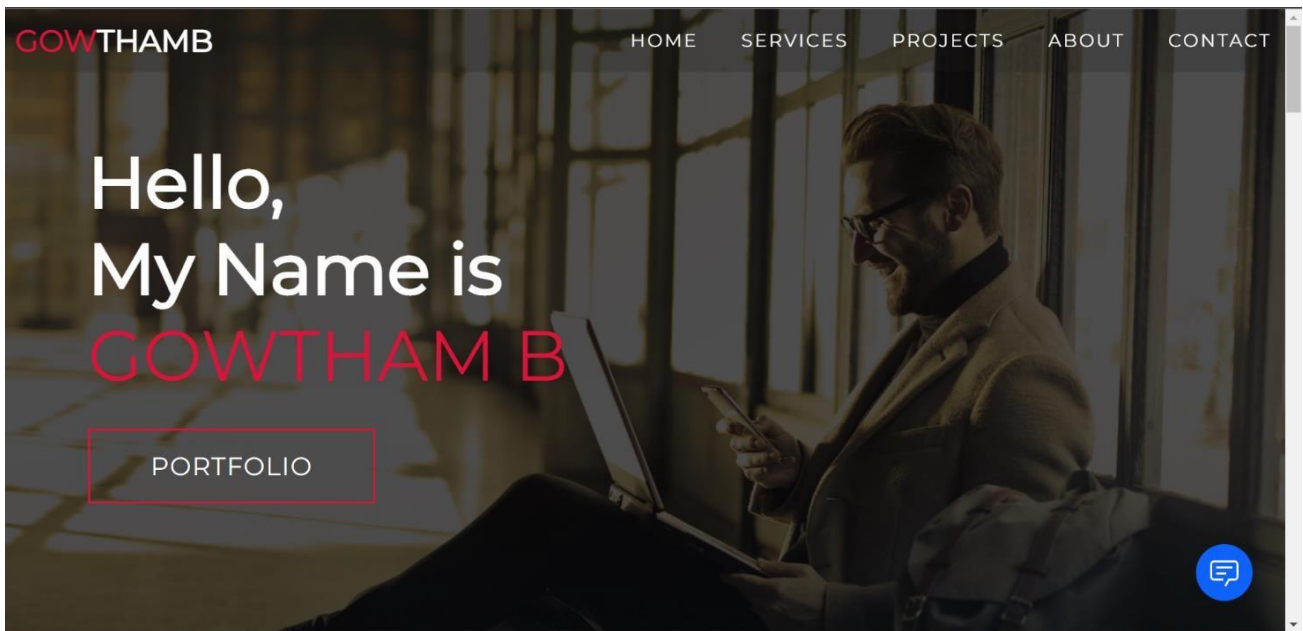 GOWTHAMB
HOME SERVICES PROJECTS ABOUT CONTACT
Hello,
My Name is
GOWTHAM B
PORTFOLIO